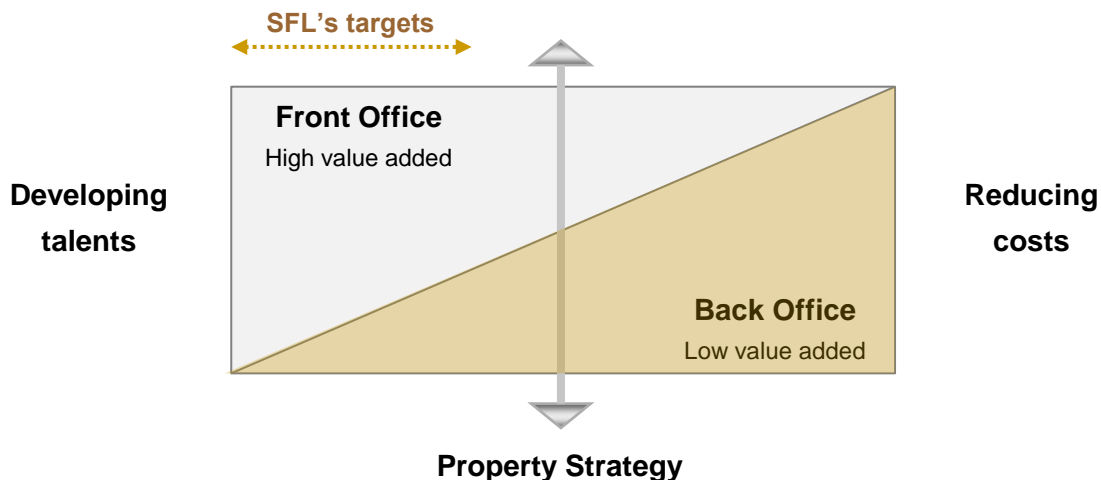 SFL’s targets
Front Office
High value added
Developing
talents
Reducing
costs
Back Office
Low value added
Property Strategy